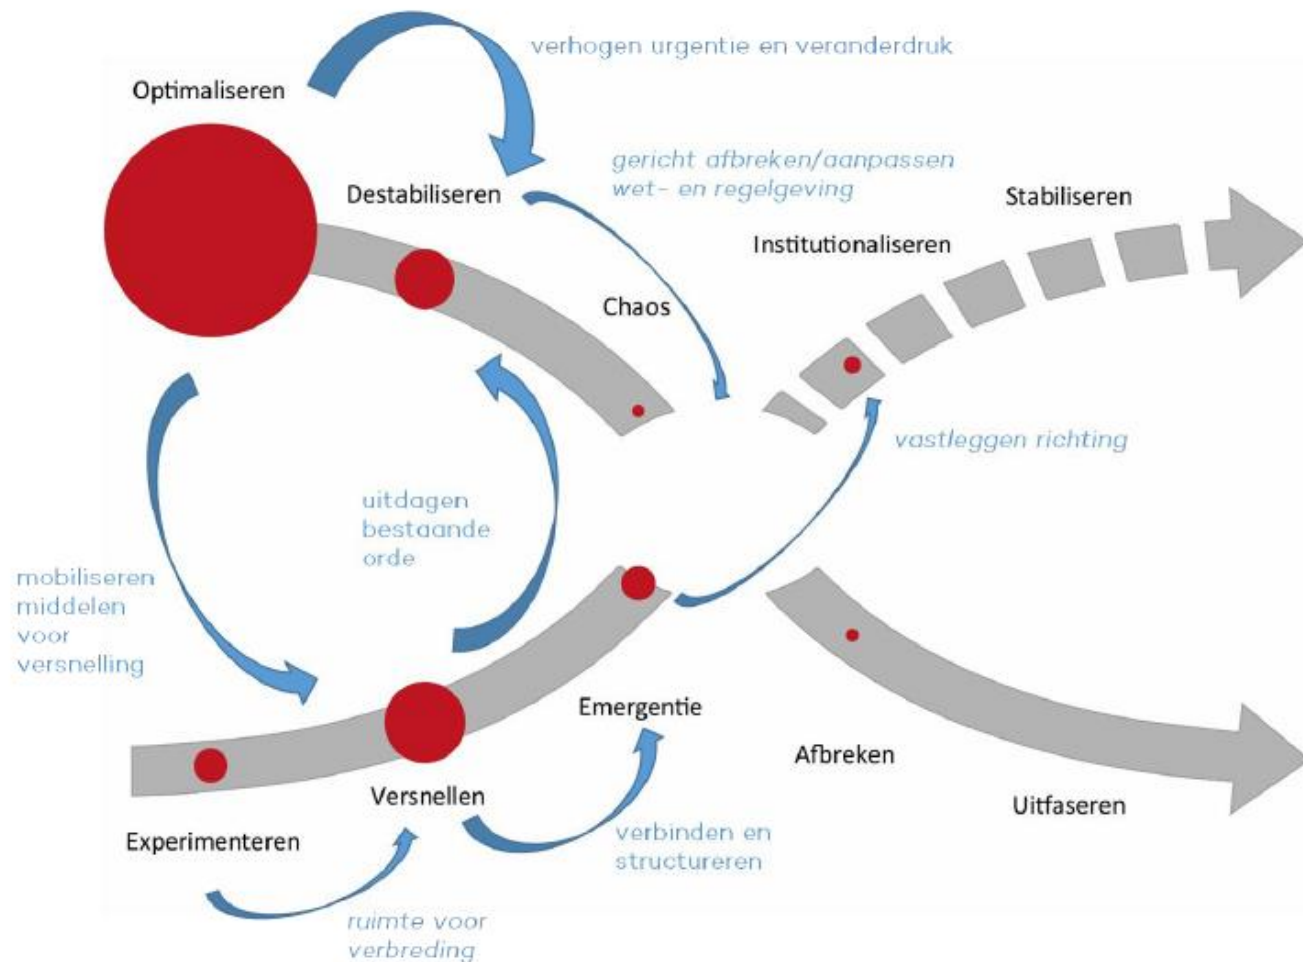 verhogen urgentie en veranderdruk
Optimaliseren
gericht afbreken/aanpassen
wet- en regelgeving
Destabiliseren
Stabiliseren
Institutionaliseren
Chaos
vastleggen richting
uitdagen
bestaande
orde
mobiliseren
middelen
voor
versnelling
Emergentie
Afbreken
Versnellen
Uitfaseren
Experimenteren
verbinden en
structureren
ruimte voor
verbreding